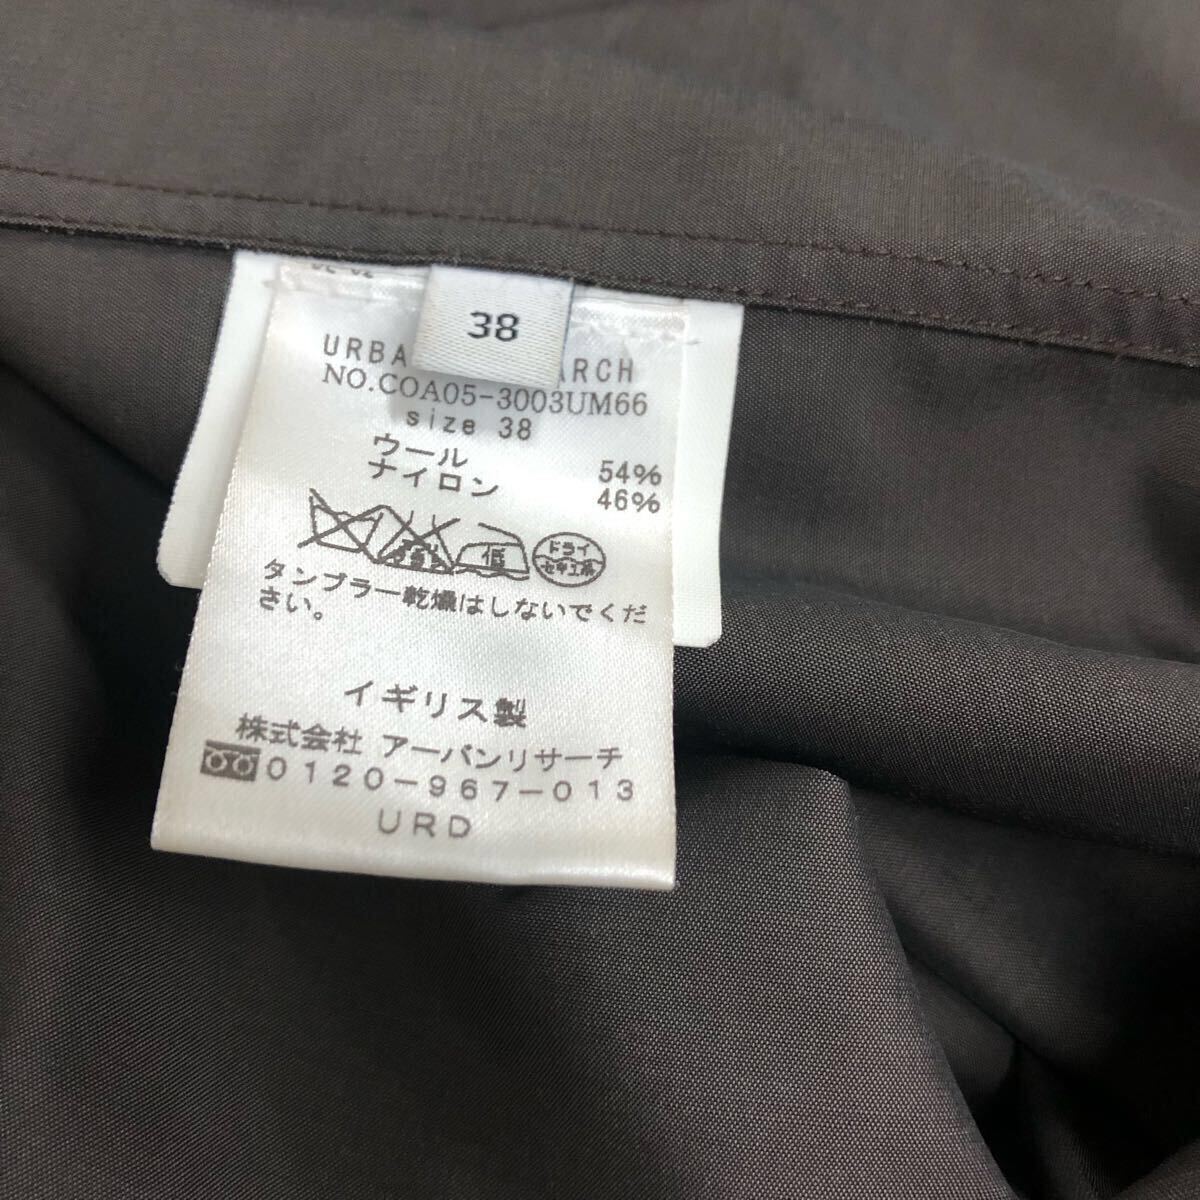 38
URBA ARCH
NO.COA05-3003UM66
size 38
ウール 54%
ナイロン 46%
低
ドライ
タンブラー乾燥はしないでくだ
さい。
イギリス製
株式会社 アーバンリサーチ
0120-967-013
URD